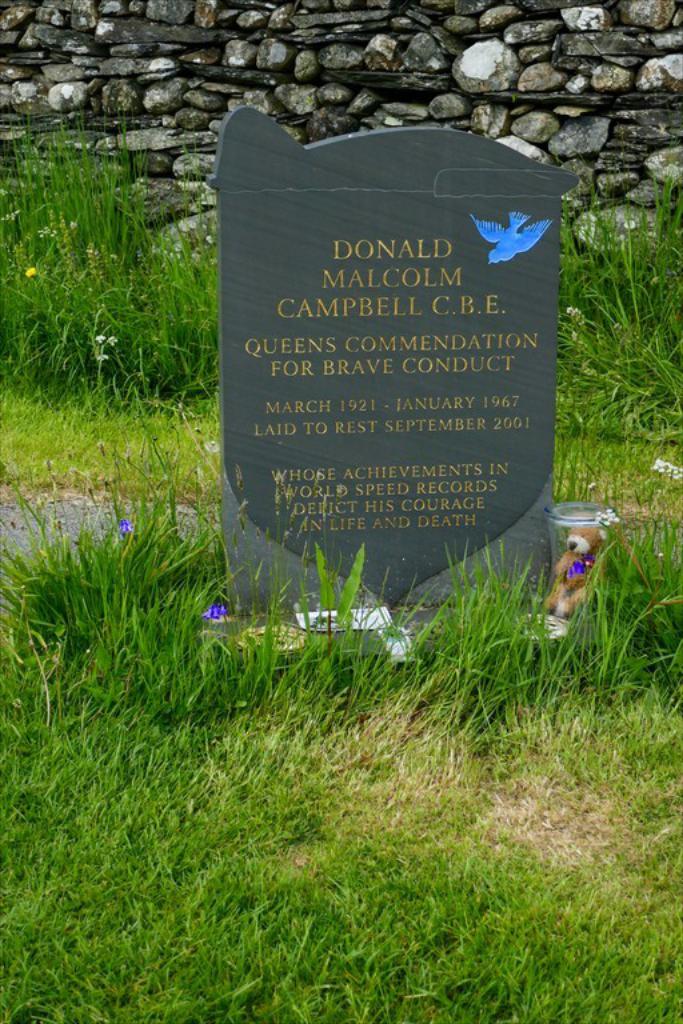 DONALD
MALCOLM
CAMPBELL C.B.E.
QUEENS COMMENDATION
FOR BRAVE CONDUCT
MARCH 1921 - JANUARY 1967
LAID TO REST SEPTEMBER 2001
WHOSE ACHIEVEMENTS IN
WORLD SPEED RECORDS
DEPICT HIS COURAGE
IN LIFE AND DEATH